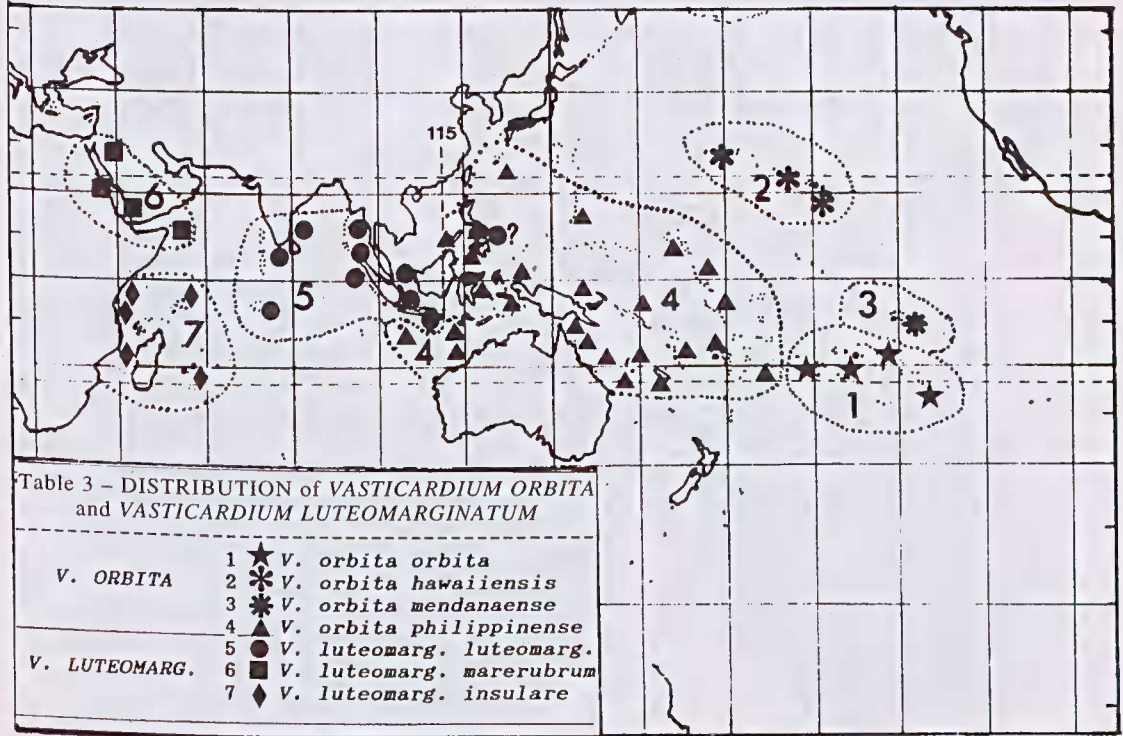 115
6
2
?
5
4
3
7
4
1
Table 3 – DISTRIBUTION of VASTICARDIUM ORBITA
and VASTICARDIUM LUTEOMARGINATUM
V. ORBITA
1 ★ V. orbita orbita
2 ✻ V. orbita hawaiiensis
3 ✸ V. orbita mendanaense
4 ▲ V. orbita philippinense
V. LUTEOMARG.
5 ● V. luteomarg. luteomarg.
6 ■ V. luteomarg. marerubrum
7 ♦ V. luteomarg. insulare